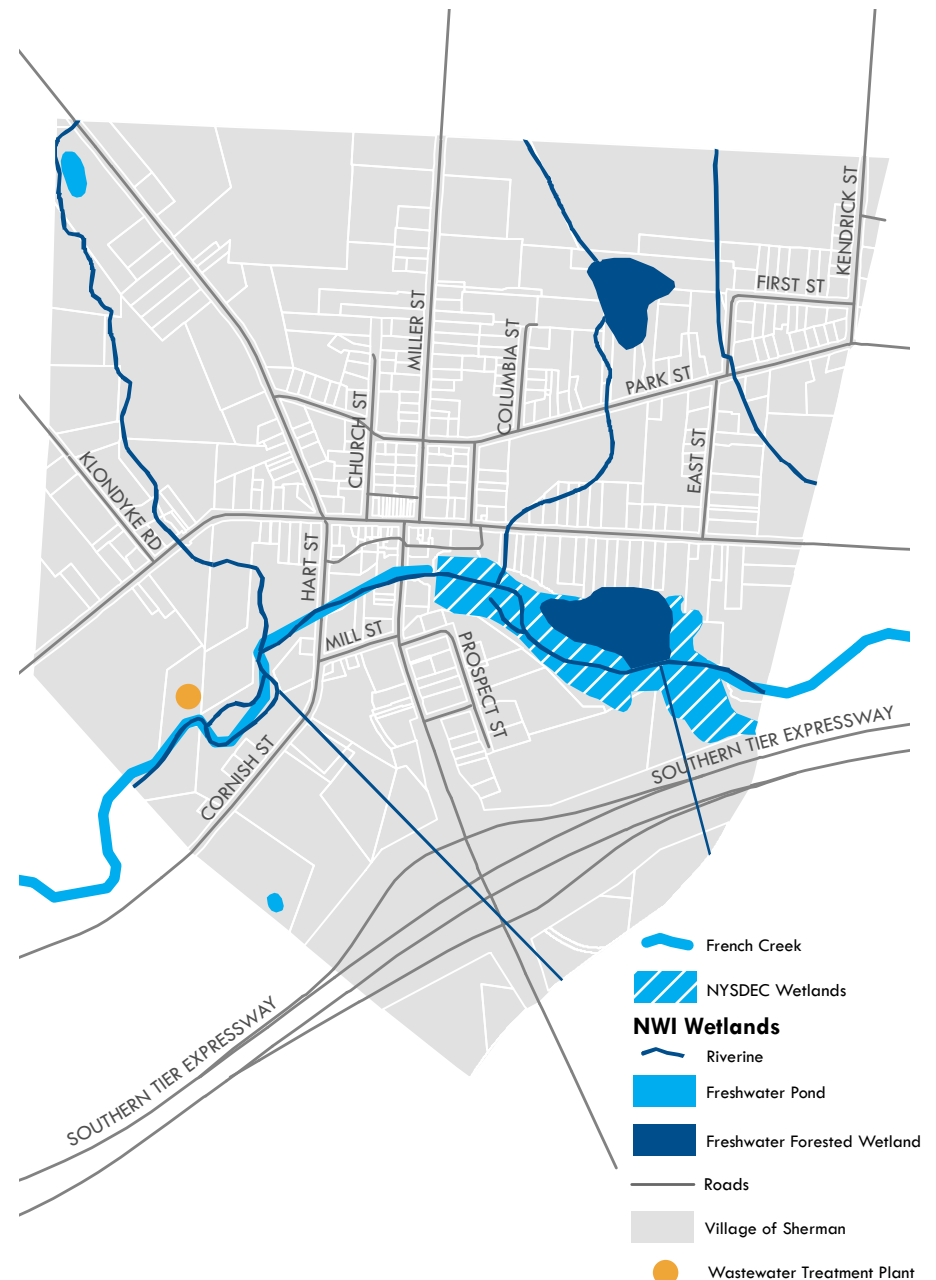 KENDRICK ST
FIRST ST
MILLER ST
COLUMBIA ST
PARK ST
CHURCH ST
EAST ST
KLONDYKE RD
HART ST
MILL ST
PROSPECT ST
CORNISH ST
SOUTHERN TIER EXPRESSWAY
SOUTHERN TIER EXPRESSWAY
French Creek
NYSDEC Wetlands
NWI Wetlands
Riverine
Freshwater Pond
Freshwater Forested Wetland
Roads
Village of Sherman
Wastewater Treatment Plant